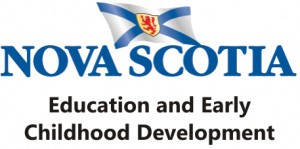 NOVA SCOTIA
Education and Early
Childhood Development